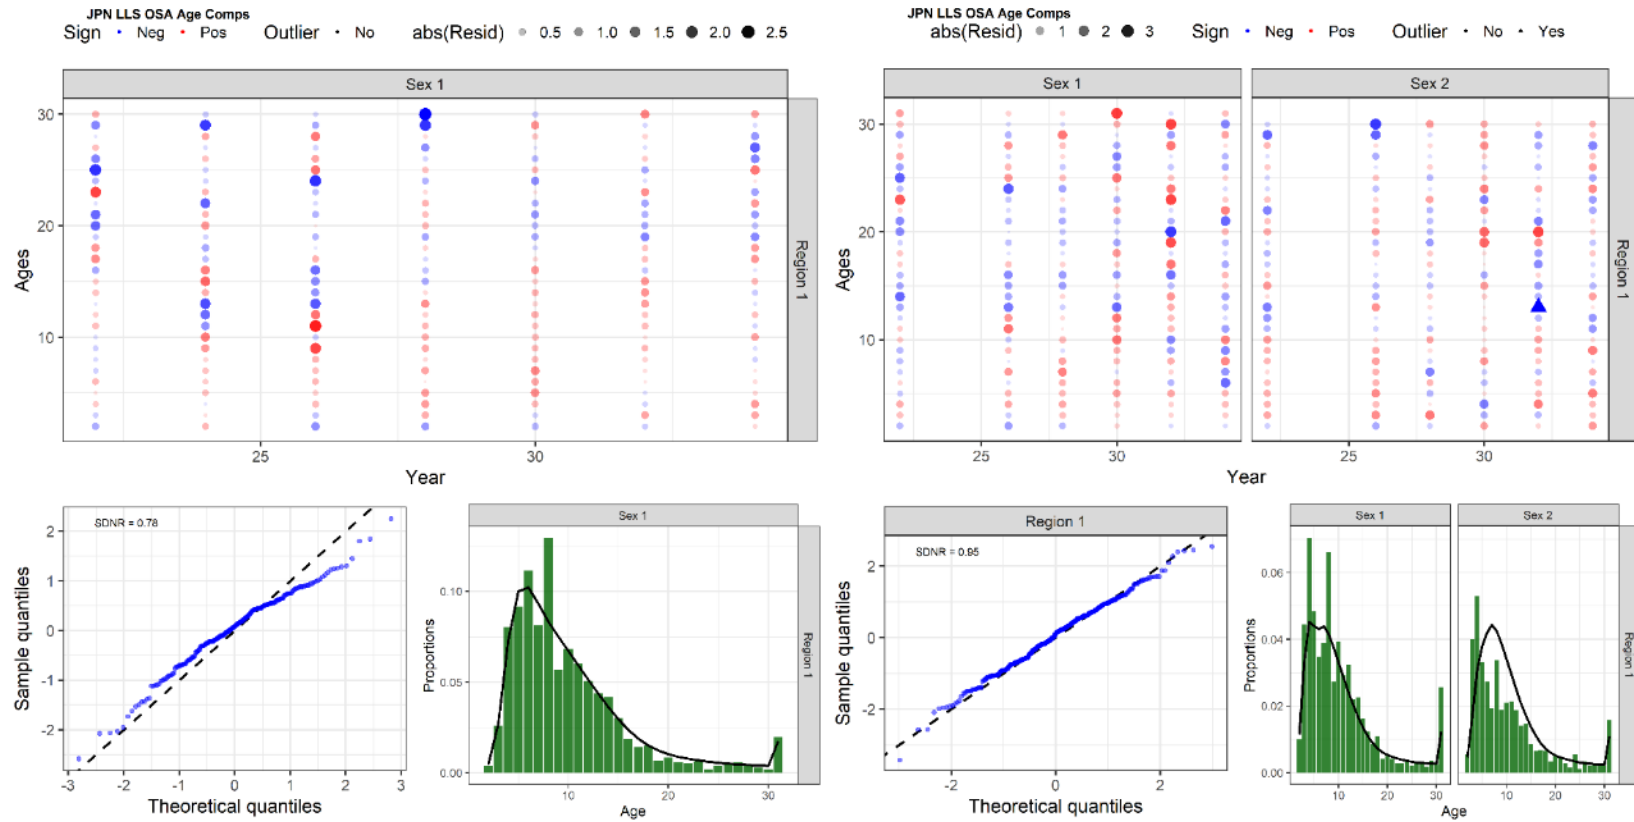 JPN LLS OSA Age Comps
Sign Neg Pos Outlier No abs(Resid) 0.5 1.0 1.5 2.0 2.5
Sex 1
30
20
10
Ages
Region 1
25 30
Year
SDNR = 0.78
2
1
0
-1
-2
Sample quantiles
-3 -2 -1 0 1 2 3
Theoretical quantiles
Sex 1
0.10
0.05
0.00
Proportions
Region 1
10 20 30
Age
JPN LLS OSA Age Comps
abs(Resid) 1 2 3 Sign Neg Pos Outlier No Yes
Sex 1 Sex 2
30
20
10
Ages
Region 1
25 30 25 30
Year
Region 1
SDNR = 0.95
2
0
-2
Sample quantiles
-2 0 2
Theoretical quantiles
Sex 1 Sex 2
0.06
0.04
0.02
0.00
Proportions
Region 1
10 20 30 10 20 30
Age